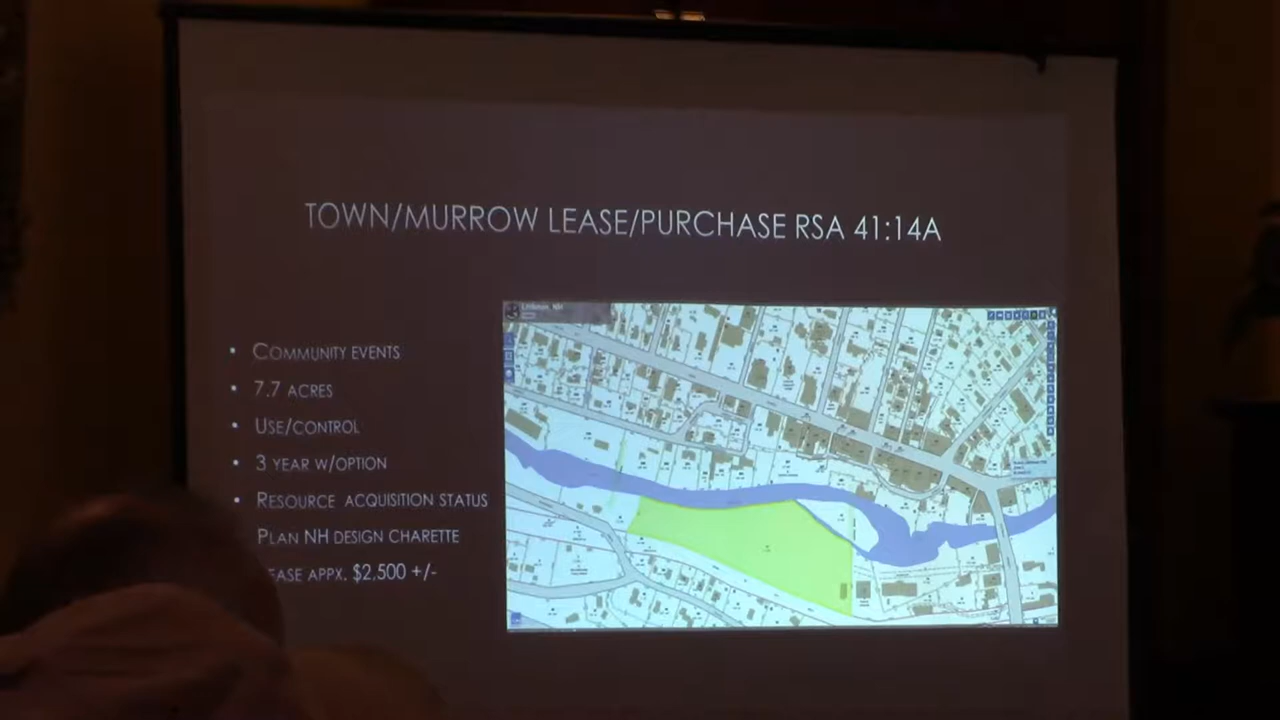 TOWN/MURROW LEASE/PURCHASE RSA 41:14A
• COMMUNITY EVENTS
• 7.7 ACRES
• USE/CONTROL
• 3 YEAR W/OPTION
• RESOURCE ACQUISITION STATUS
PLAN NH DESIGN CHARETTE
EASE APPX. $2,500 +/-